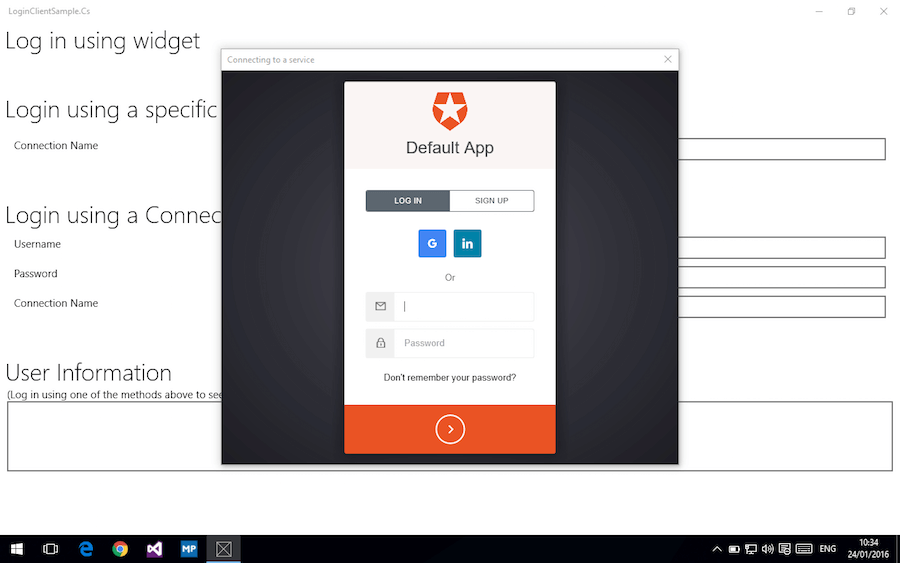 LoginClientSample.Cs
Log in using widget
Connecting to a service
Login using a specific
Connection Name
Default App
LOG IN SIGN UP
G in
Or
Password
Don't remember your password?
Login using a Connec
Username
Password
Connection Name
User Information
(Log in using one of the methods above to see
MP
ENG
10:34
24/01/2016